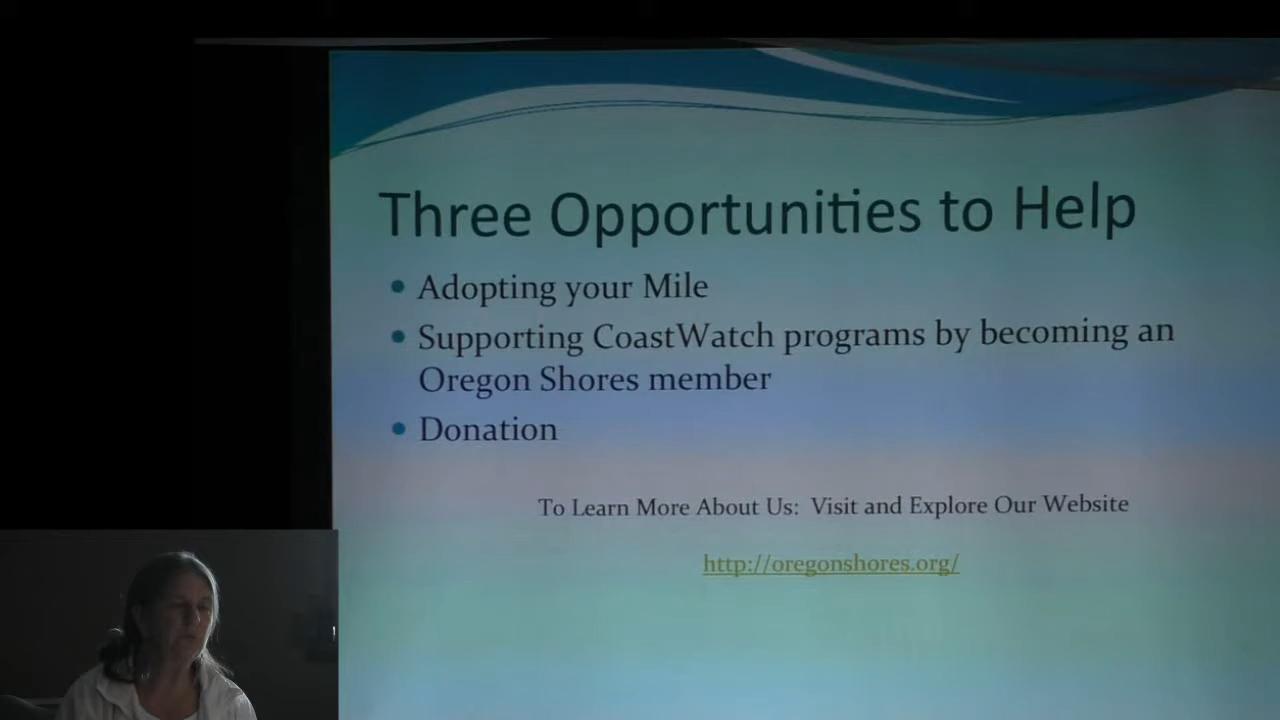 Three Opportunities to Help
• Adopting your Mile
• Supporting CoastWatch programs by becoming an
Oregon Shores member
• Donation
To Learn More About Us: Visit and Explore Our Website
http://oregonshores.org/